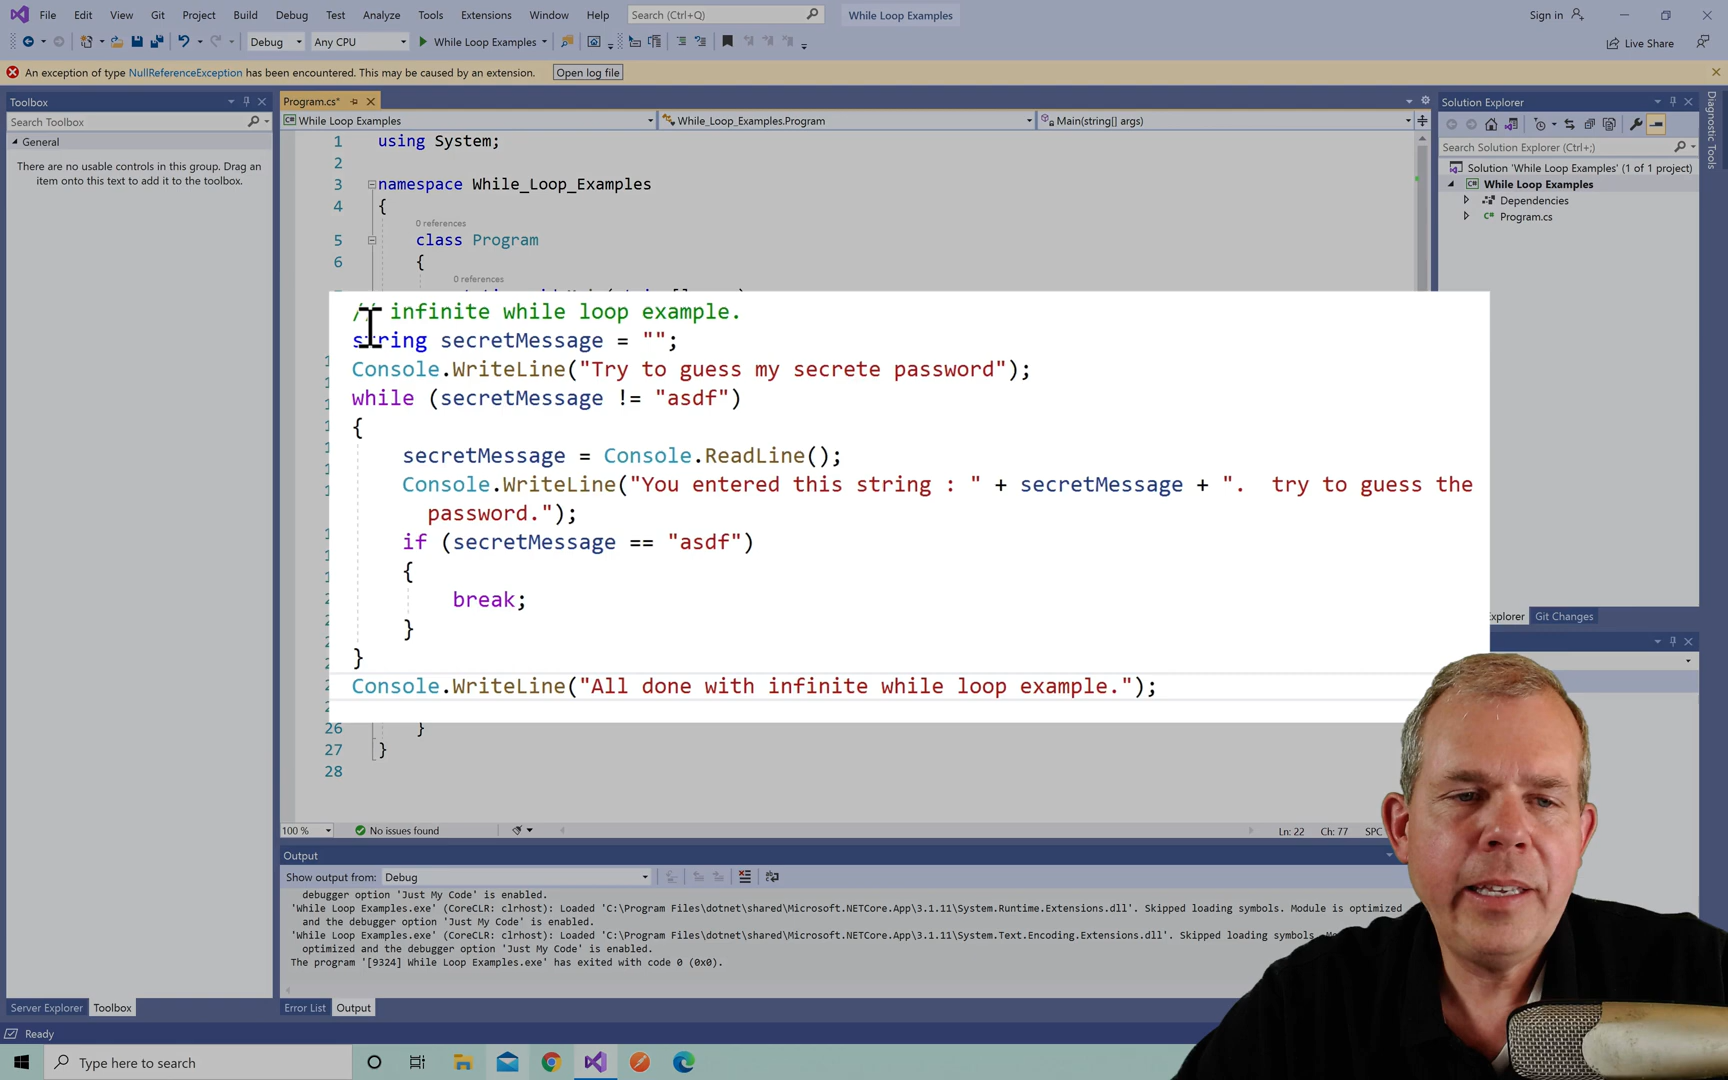 File Edit View Git Project Build Debug Test Analyze Tools Extensions Window Help Search (Ctrl+Q) While Loop Examples Sign in
Debug Any CPU While Loop Examples Live Share
An exception of type NullReferenceException has been encountered. This may be caused by an extension. Open log file
Toolbox
Search Toolbox
General
There are no usable controls in this group. Drag an
item onto this text to add it to the toolbox.
Program.cs*
While Loop Examples While_Loop_Examples.Program Main(string[] args)
1 using System;
2
3 namespace While_Loop_Examples
4 {
0 references
5 class Program
6 {
0 references
// infinite while loop example.
string secretMessage = "";
Console.WriteLine("Try to guess my secrete password");
while (secretMessage != "asdf")
{
secretMessage = Console.ReadLine();
Console.WriteLine("You entered this string : " + secretMessage + ".  try to guess the
password.");
if (secretMessage == "asdf")
{
break;
}
}
Console.WriteLine("All done with infinite while loop example.");
26 }
27 }
28
100 % No issues found Ln: 22 Ch: 77 SPC
Solution Explorer
Search Solution Explorer (Ctrl+;)
Solution 'While Loop Examples' (1 of 1 project)
While Loop Examples
Dependencies
Program.cs
Diagnostic Tools
xplorer Git Changes
Output
Show output from: Debug
debugger option 'Just My Code' is enabled.
'While Loop Examples.exe' (CoreCLR: clrhost): Loaded 'C:\Program Files\dotnet\shared\Microsoft.NETCore.App\3.1.11\System.Runtime.Extensions.dll'. Skipped loading symbols. Module is optimized
and the debugger option 'Just My Code' is enabled.
'While Loop Examples.exe' (CoreCLR: clrhost): Loaded 'C:\Program Files\dotnet\shared\Microsoft.NETCore.App\3.1.11\System.Text.Encoding.Extensions.dll'. Skipped loading symbols.
optimized and the debugger option 'Just My Code' is enabled.
The program '[9324] While Loop Examples.exe' has exited with code 0 (0x0).
Server Explorer Toolbox Error List Output
Ready
Type here to search